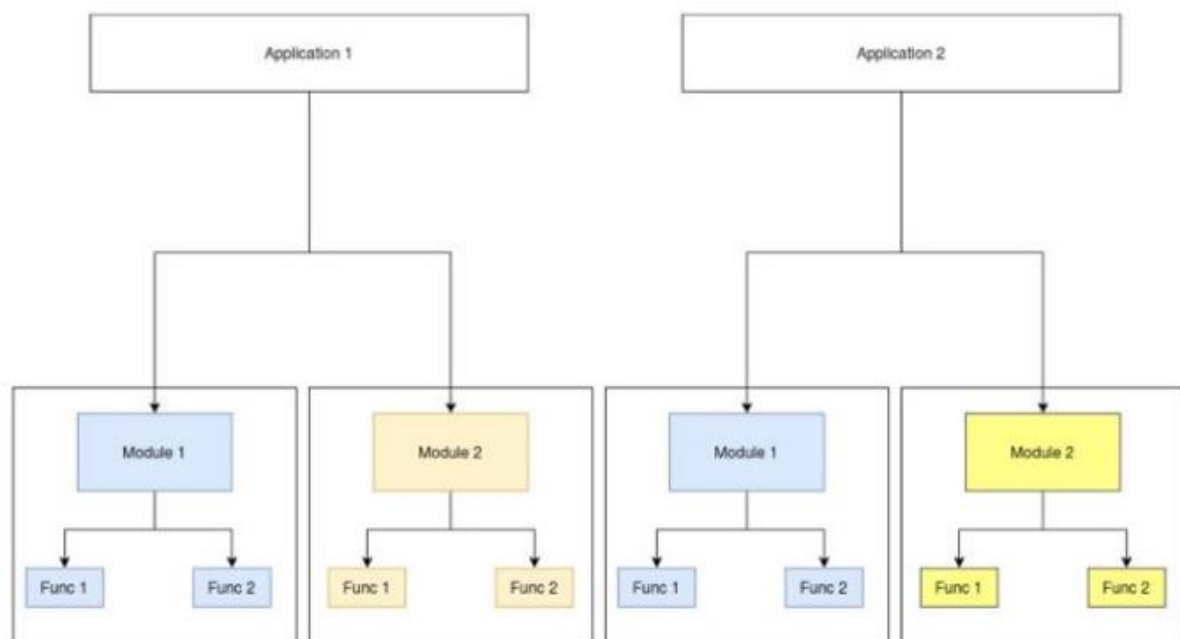 Application 1
Application 2
Module 1
Module 2
Module 1
Module 2
Func 1
Func 2
Func 1
Func 2
Func 1
Func 2
Func 1
Func 2